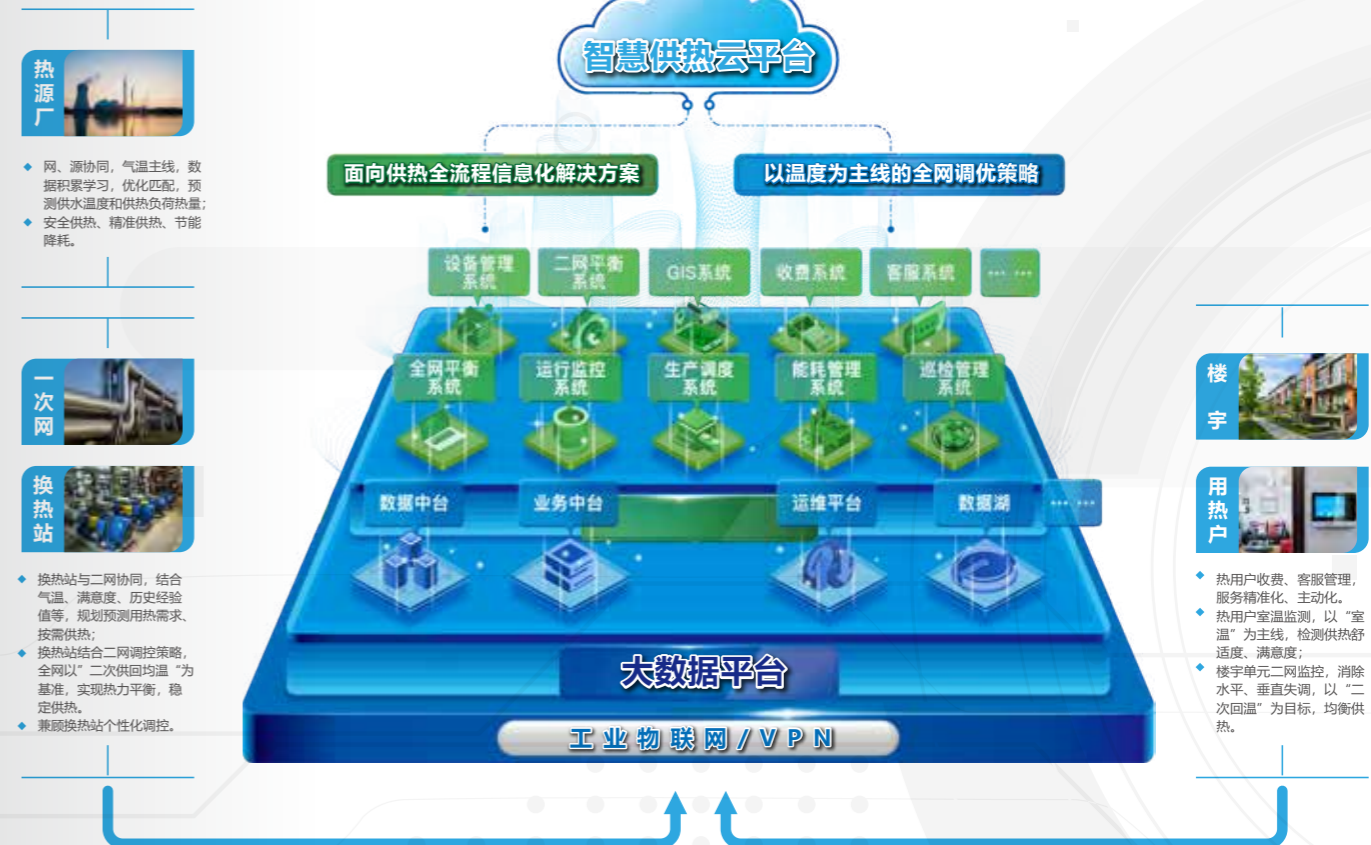 智慧供热云平台
面向供热全流程信息化解决方案
以温度为主线的全网调优策略
热源厂
网、源协同，气温主线，数
据积累学习，优化匹配，预
测供水温度和供热负荷热量；
安全供热、精准供热、节能
降耗。
一次网
换热站
换热站与二网协同，结合
气温、满意度、历史经验
值等，规划预测用热需求、
按需供热；
换热站结合二网调控策略，
全网以”二次供回均温“为
基准，实现热力平衡，稳
定供热。
兼顾换热站个性化调控。
设备管理
系统
二网平衡
系统
GIS系统
收费系统
客服系统
... ...
全网平衡
系统
运行监控
系统
生产调度
系统
能耗管理
系统
巡检管理
系统
数据中台
业务中台
运维平台
数据湖
... ...
大数据平台
工业物联网/VPN
楼宇
用热户
热用户收费、客服管理，
服务精准化、主动化。
热用户室温监测，以“室
温”为主线，检测供热舒
适度、满意度；
楼宇单元二网监控，消除
水平、垂直失调，以“二
次回温”为目标，均衡供
热。